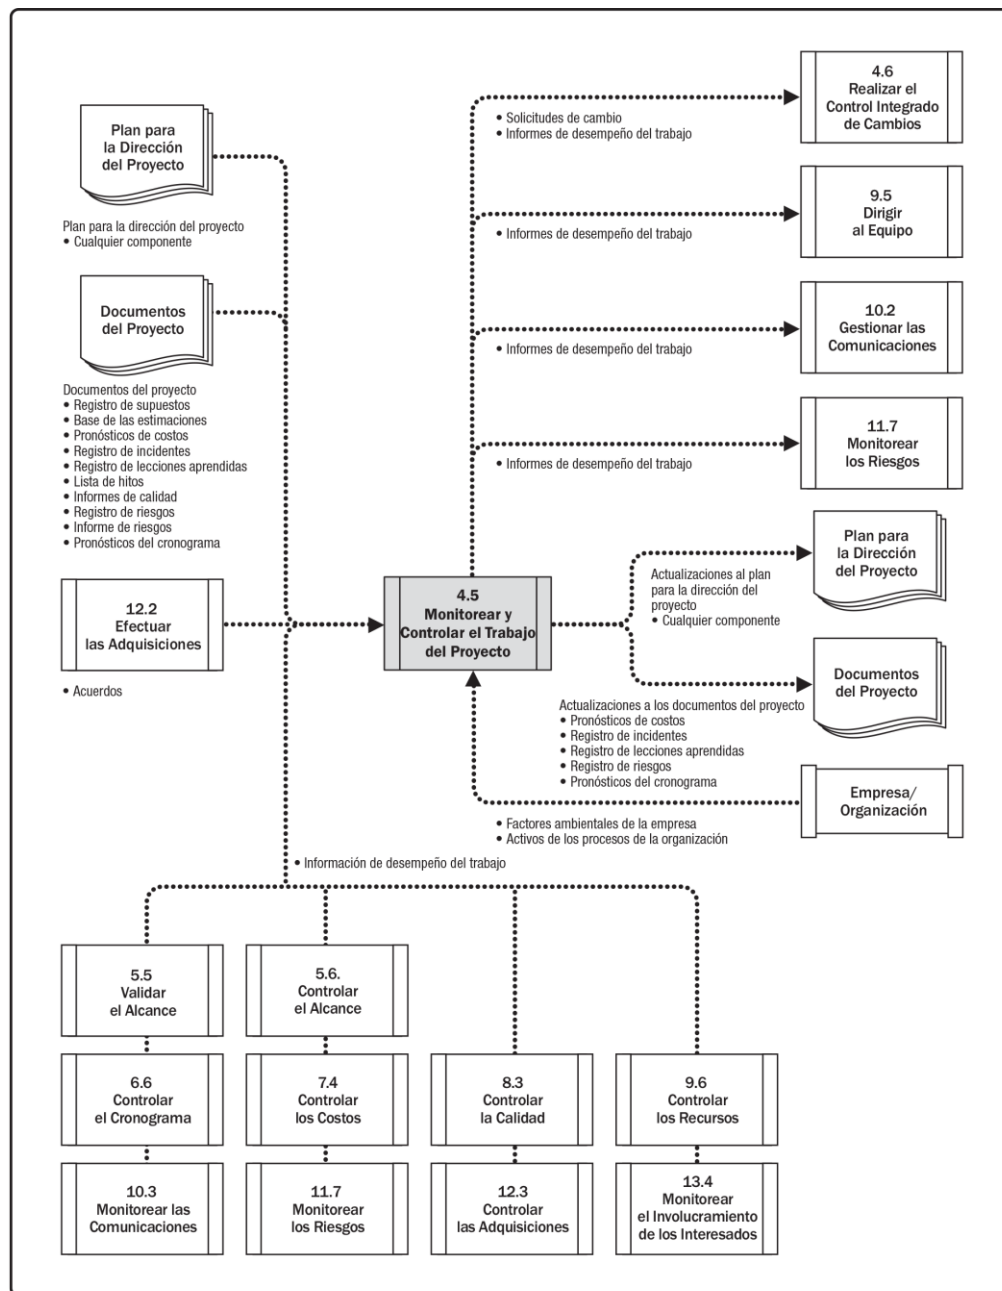 4.6
Realizar el
Control Integrado
de Cambios
• Solicitudes de cambio
• Informes de desempeño del trabajo
Plan para
la Dirección
del Proyecto
Plan para la dirección del proyecto
• Cualquier componente
9.5
Dirigir
al Equipo
• Informes de desempeño del trabajo
Documentos
del Proyecto
10.2
Gestionar las
Comunicaciones
• Informes de desempeño del trabajo
Documentos del proyecto
• Registro de supuestos
• Base de las estimaciones
• Pronósticos de costos
• Registro de incidentes
• Registro de lecciones aprendidas
• Lista de hitos
• Informes de calidad
• Registro de riesgos
• Informe de riesgos
• Pronósticos del cronograma
11.7
Monitorear
los Riesgos
• Informes de desempeño del trabajo
Plan para
la Dirección
del Proyecto
Actualizaciones al plan
para la dirección del
proyecto
• Cualquier componente
12.2
Efectuar
las Adquisiciones
• Acuerdos
4.5
Monitorear y
Controlar el Trabajo
del Proyecto
Documentos
del Proyecto
Actualizaciones a los documentos del proyecto
• Pronósticos de costos
• Registro de incidentes
• Registro de lecciones aprendidas
• Registro de riesgos
• Pronósticos del cronograma
Empresa/
Organización
• Factores ambientales de la empresa
• Activos de los procesos de la organización
• Información de desempeño del trabajo
5.5
Validar
el Alcance
5.6.
Controlar
el Alcance
6.6
Controlar
el Cronograma
7.4
Controlar
los Costos
8.3
Controlar
la Calidad
9.6
Controlar
los Recursos
10.3
Monitorear las
Comunicaciones
11.7
Monitorear
los Riesgos
12.3
Controlar
las Adquisiciones
13.4
Monitorear
el Involucramiento
de los Interesados